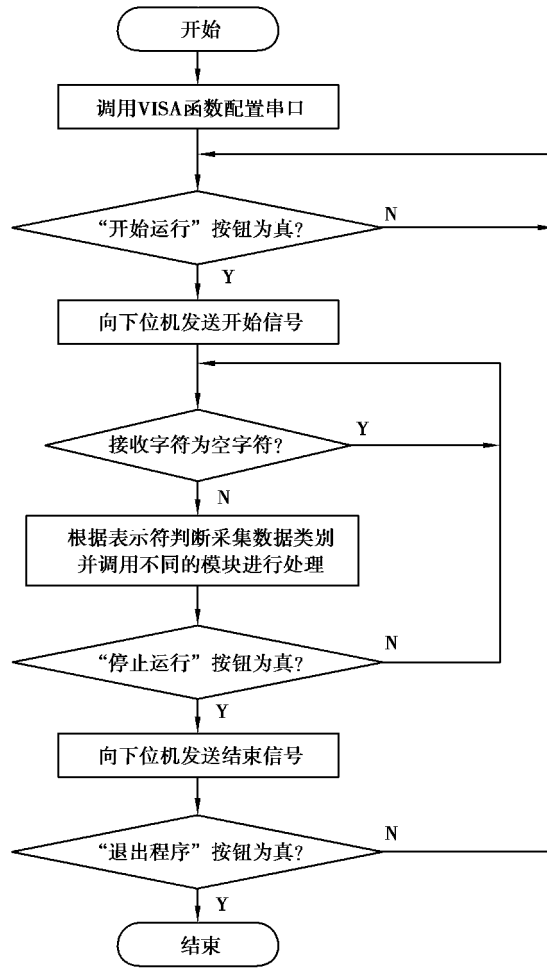 开始
调用VISA函数配置串口
“开始运行”按钮为真?
N
Y
向下位机发送开始信号
接收字符为空字符?
Y
N
根据表示符判断采集数据类别
并调用不同的模块进行处理
“停止运行”按钮为真?
N
Y
向下位机发送结束信号
“退出程序”按钮为真?
N
Y
结束